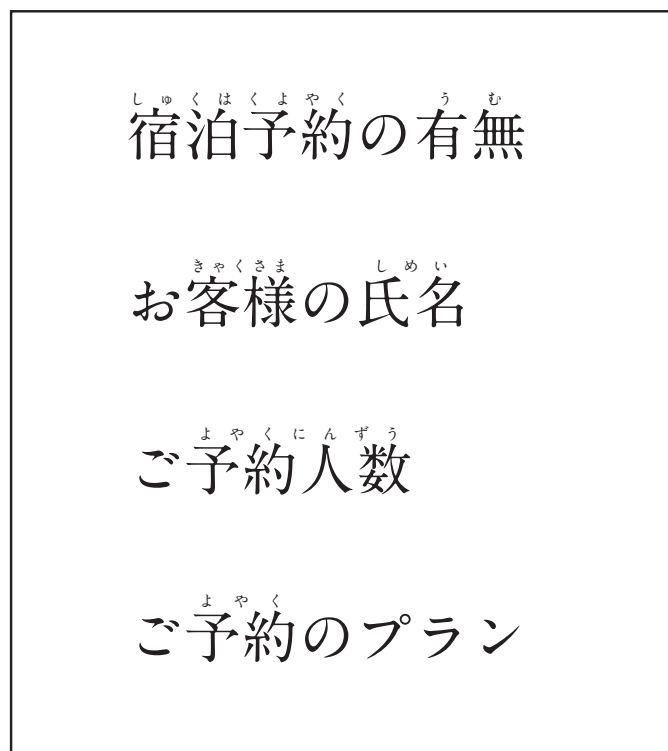 しゅくはくよやく うむ
宿泊予約の有無
きゃくさま しめい
お客様の氏名
よやくにんずう
ご予約人数
よやく
ご予約のプラン